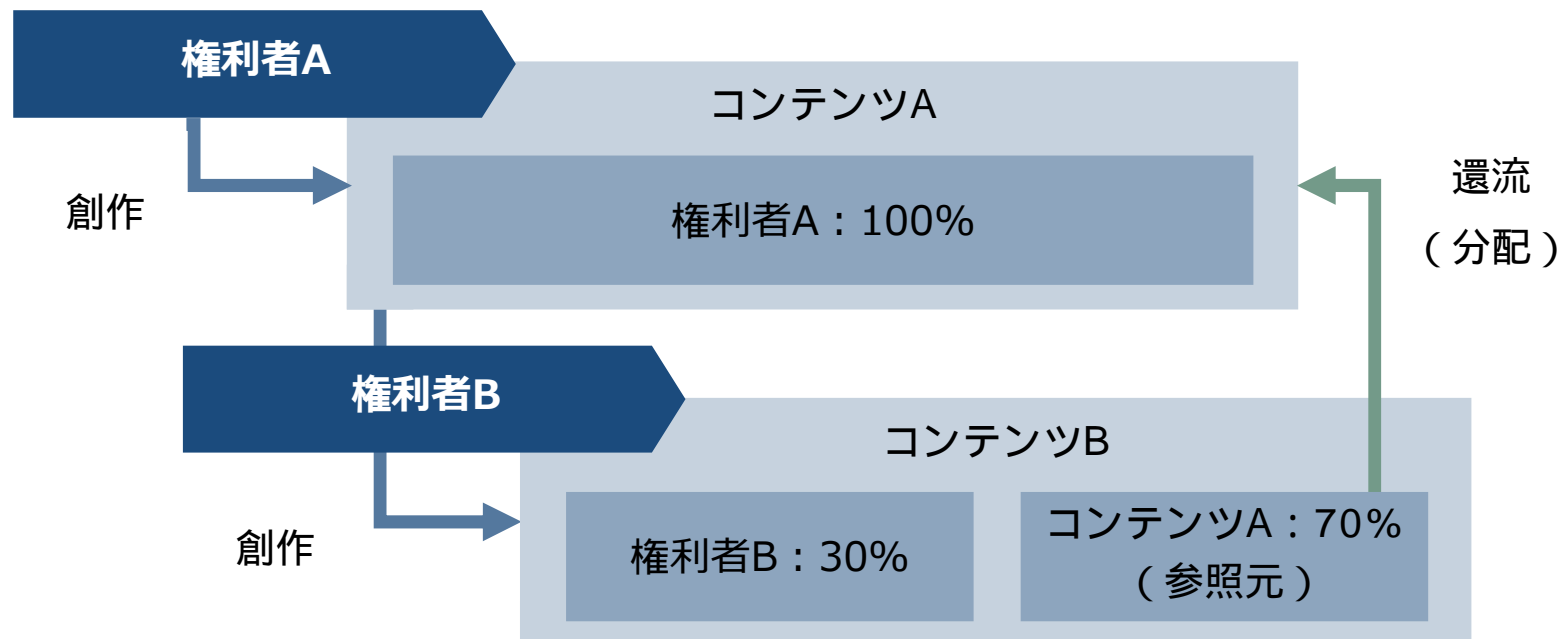 権利者A
コンテンツA
創作
権利者A：100%
還流
（分配）
権利者B
コンテンツB
創作
権利者B：30%
コンテンツA：70%
（参照元）